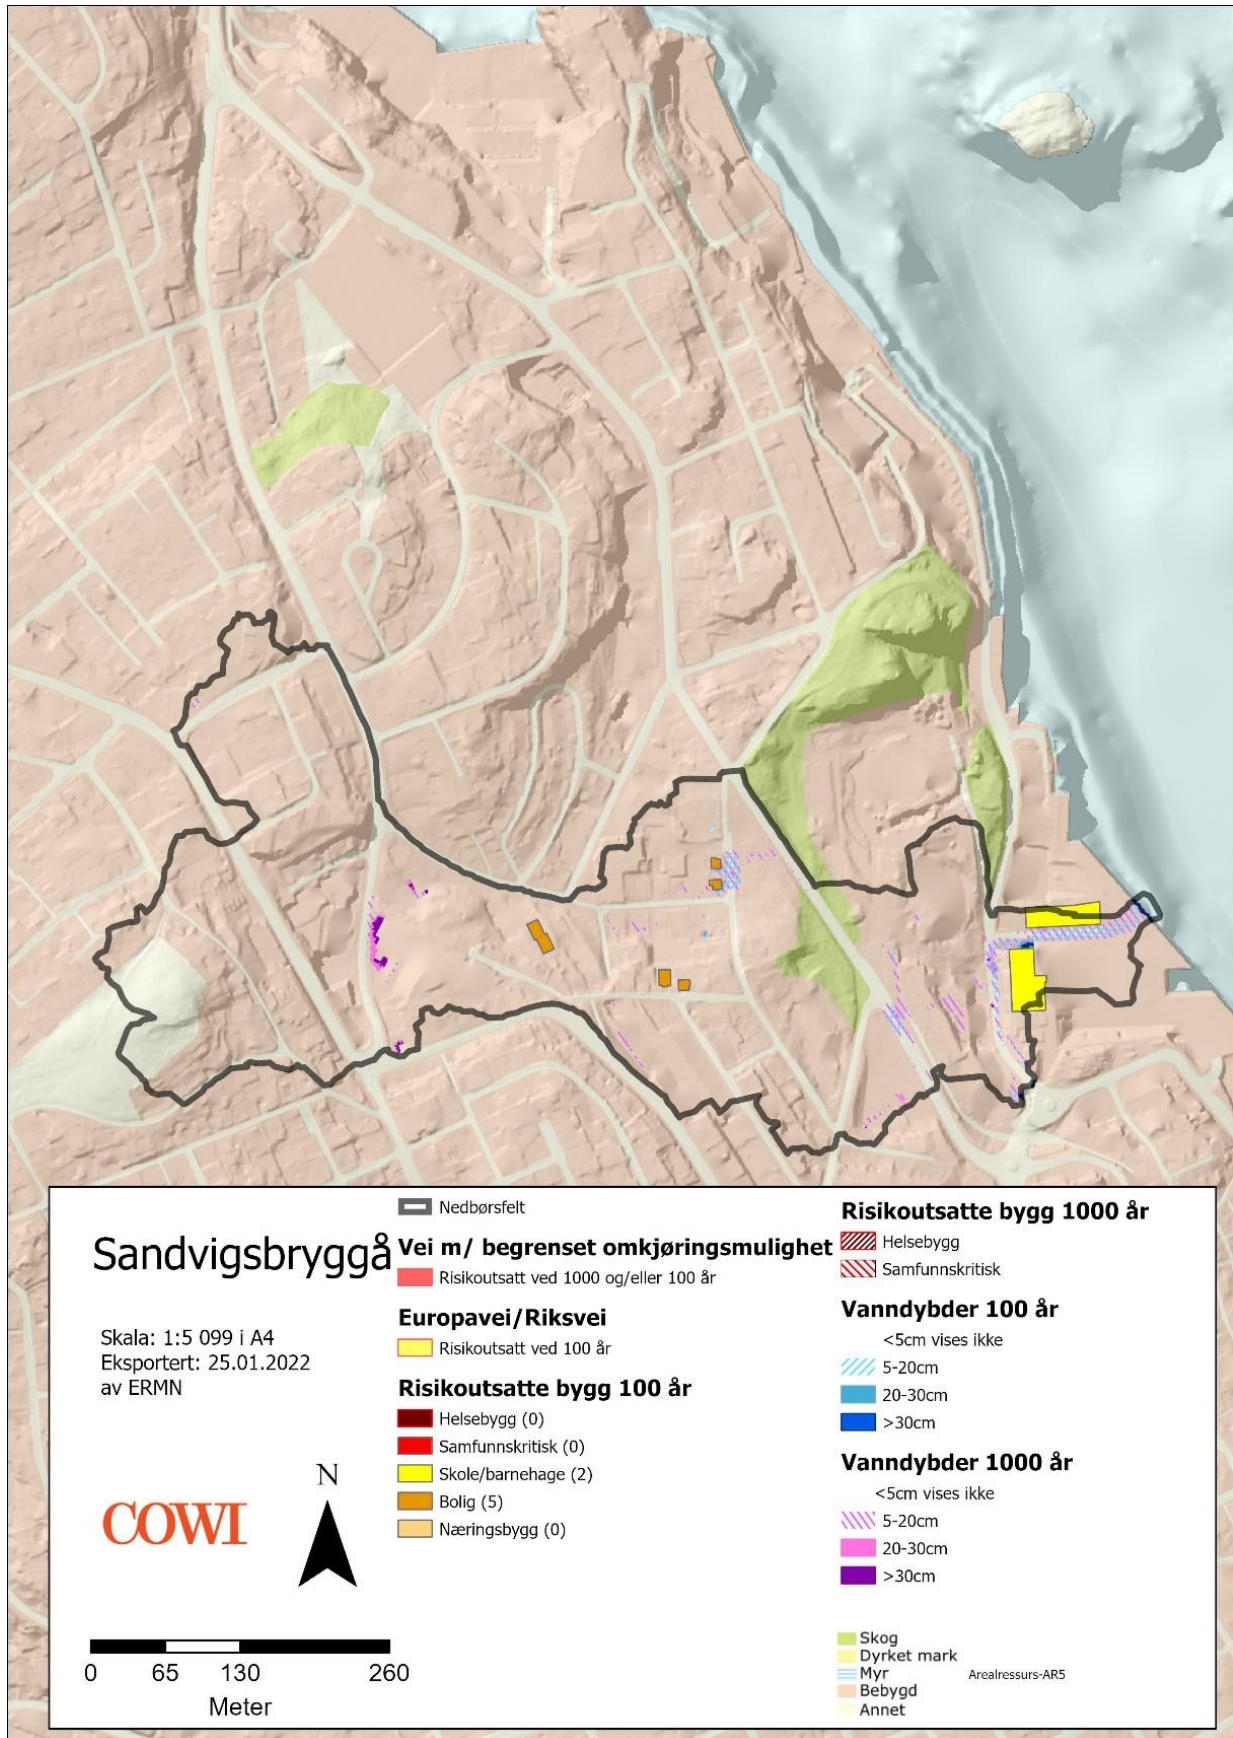 Sandvigsbryggå
Skala: 1:5 099 i A4
Eksportert: 25.01.2022
av ERMN
COWI
N
0 65 130 260
Meter
Nedbørsfelt
Vei m/ begrenset omkjøringsmulighet
Risikoutsatt ved 1000 og/eller 100 år
Europavei/Riksvei
Risikoutsatt ved 100 år
Risikoutsatte bygg 100 år
Helsebygg (0)
Samfunnskritisk (0)
Skole/barnehage (2)
Bolig (5)
Næringsbygg (0)
Risikoutsatte bygg 1000 år
Helsebygg
Samfunnskritisk
Vanndybder 100 år
<5cm vises ikke
5-20cm
20-30cm
>30cm
Vanndybder 1000 år
<5cm vises ikke
5-20cm
20-30cm
>30cm
Skog
Dyrket mark
Myr
Bebygd
Annet
Arealressurs-AR5